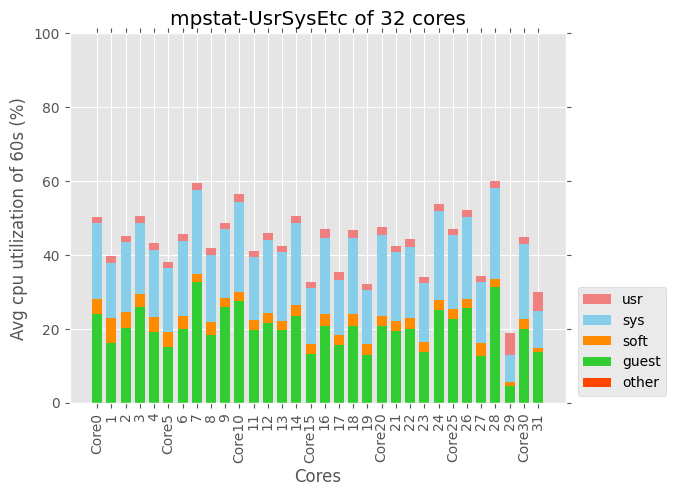 mpstat-UsrSysEtc of 32 cores
Avg cpu utilization of 60s (%)
100
80
60
40
20
0
Core0
1
2
3
4
Core5
6
7
8
9
Core10
11
12
13
14
Core15
16
17
18
19
Core20
21
22
23
24
Core25
26
27
28
29
Core30
31
Cores
usr
sys
soft
guest
other